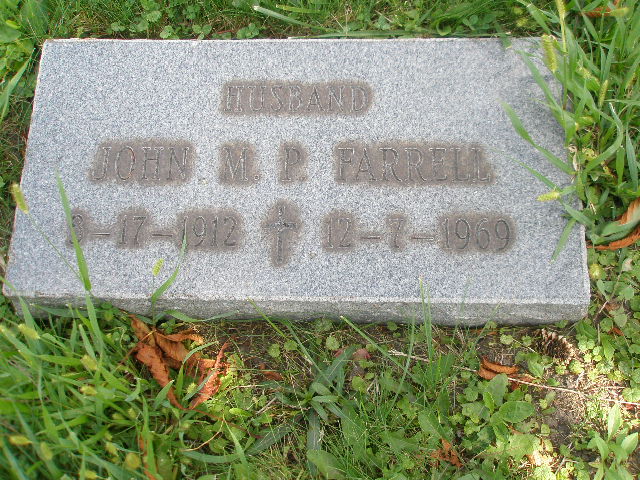 HUSBAND
JOHN M. P. FARRELL
-17-1912 12-7-1969